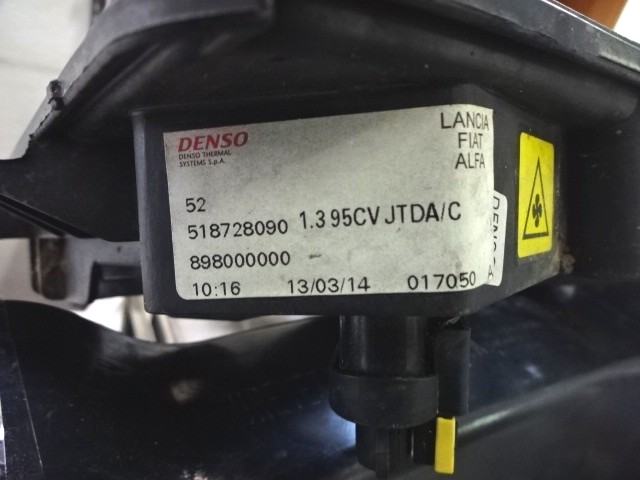 DENSO
DENSO THERMAL
SYSTEMS S.p.A.
LANCIA
FIAT
ALFA
52
518728090 1.3 95CV JTDA/C
898000000
10:16 13/03/14 017050